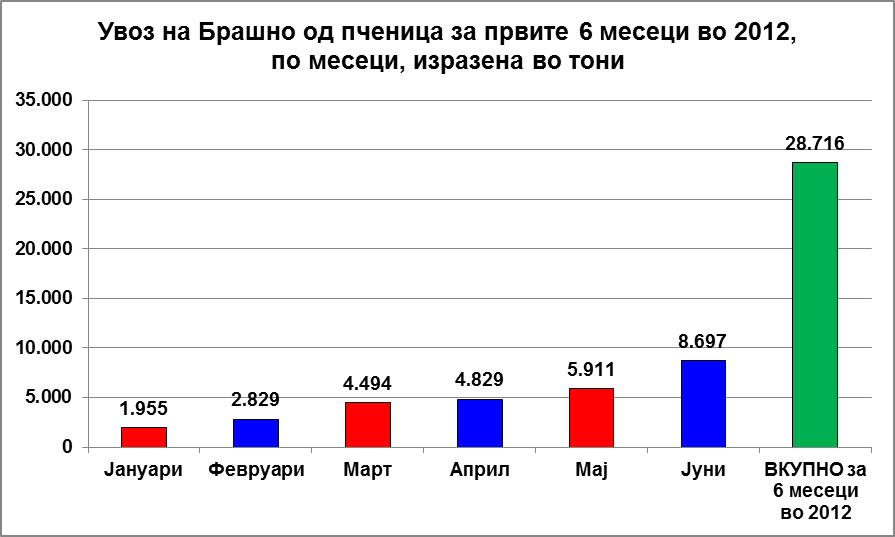 Увоз на Брашно од пченица за првите 6 месеци во 2012,
по месеци, изразена во тони
35.000
30.000
25.000
20.000
15.000
10.000
5.000
0
1.955
2.829
4.494
4.829
5.911
8.697
28.716
Јануари
Февруари
Март
Април
Мај
Јуни
ВКУПНО за
6 месеци
во 2012